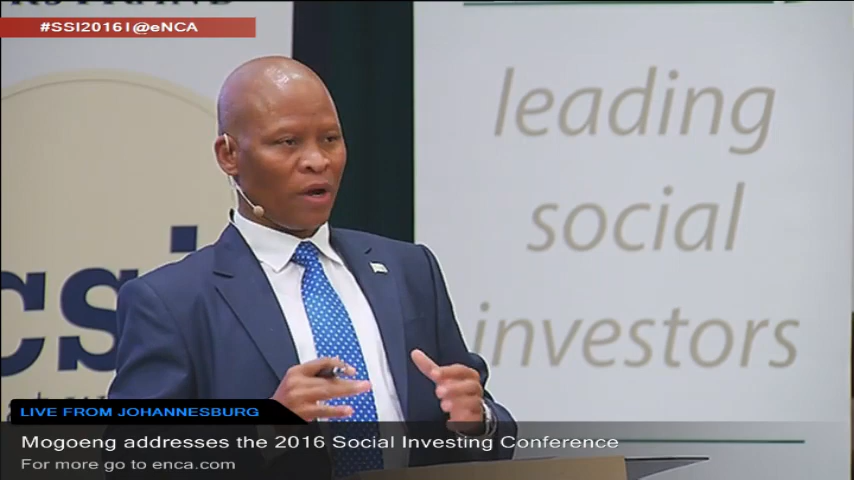 #SSI2016I@eNCA
leading
social
investors
csi
LIVE FROM JOHANNESBURG
Mogoeng addresses the 2016 Social Investing Conference
For more go to enca.com